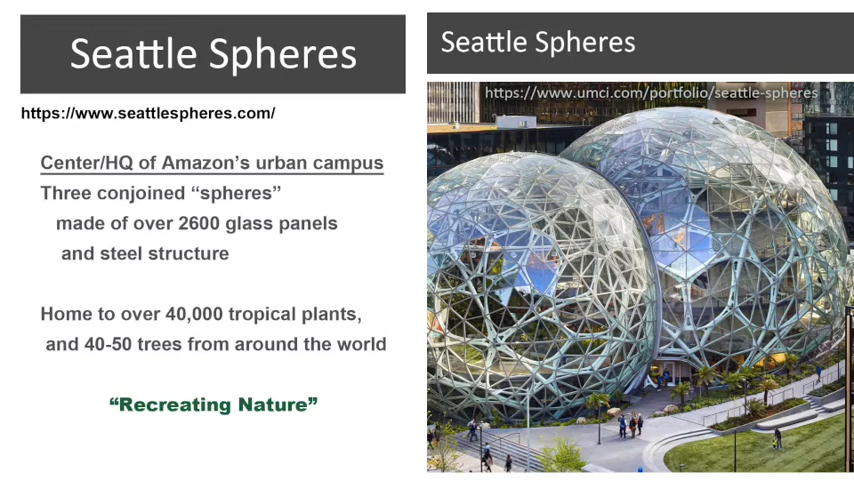 Seattle Spheres
https://www.seattlespheres.com/
Center/HQ of Amazon's urban campus
Three conjoined “spheres”
made of over 2600 glass panels
and steel structure
Home to over 40,000 tropical plants,
and 40-50 trees from around the world
“Recreating Nature”
Seattle Spheres
https://www.umci.com/portfolio/seattle-spheres